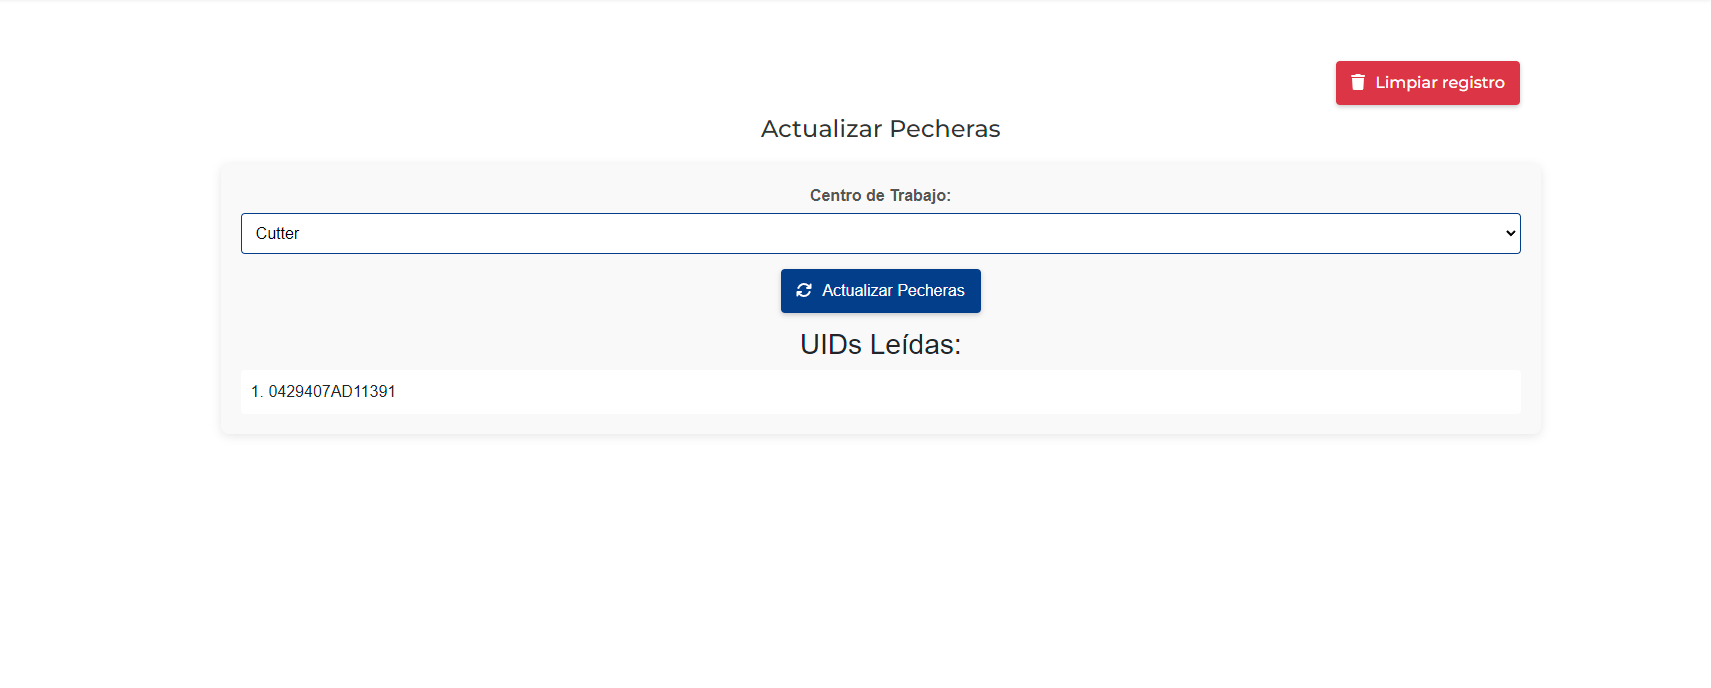 Limpiar registro
Actualizar Pecheras
Centro de Trabajo:
Cutter
Actualizar Pecheras
UIDs Leídas:
1. 0429407AD11391